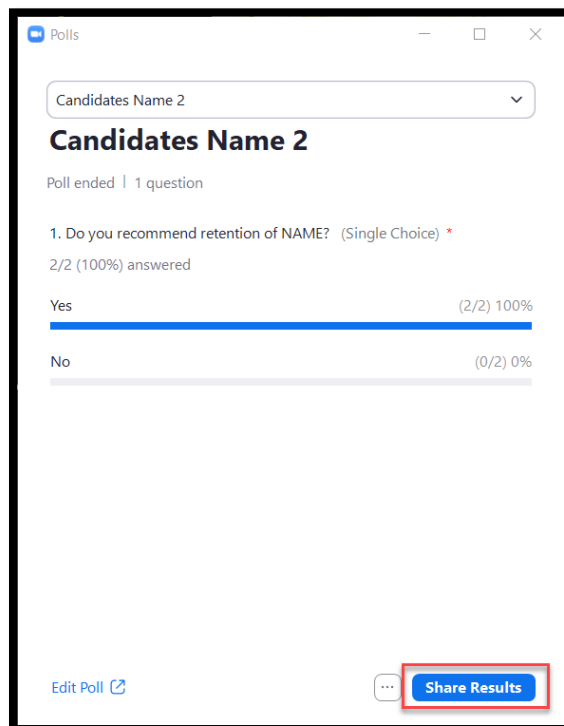 Polls
Candidates Name 2
Candidates Name 2
Poll ended | 1 question
1. Do you recommend retention of NAME? (Single Choice) *
2/2 (100%) answered
Yes (2/2) 100%
No (0/2) 0%
Edit Poll ... Share Results